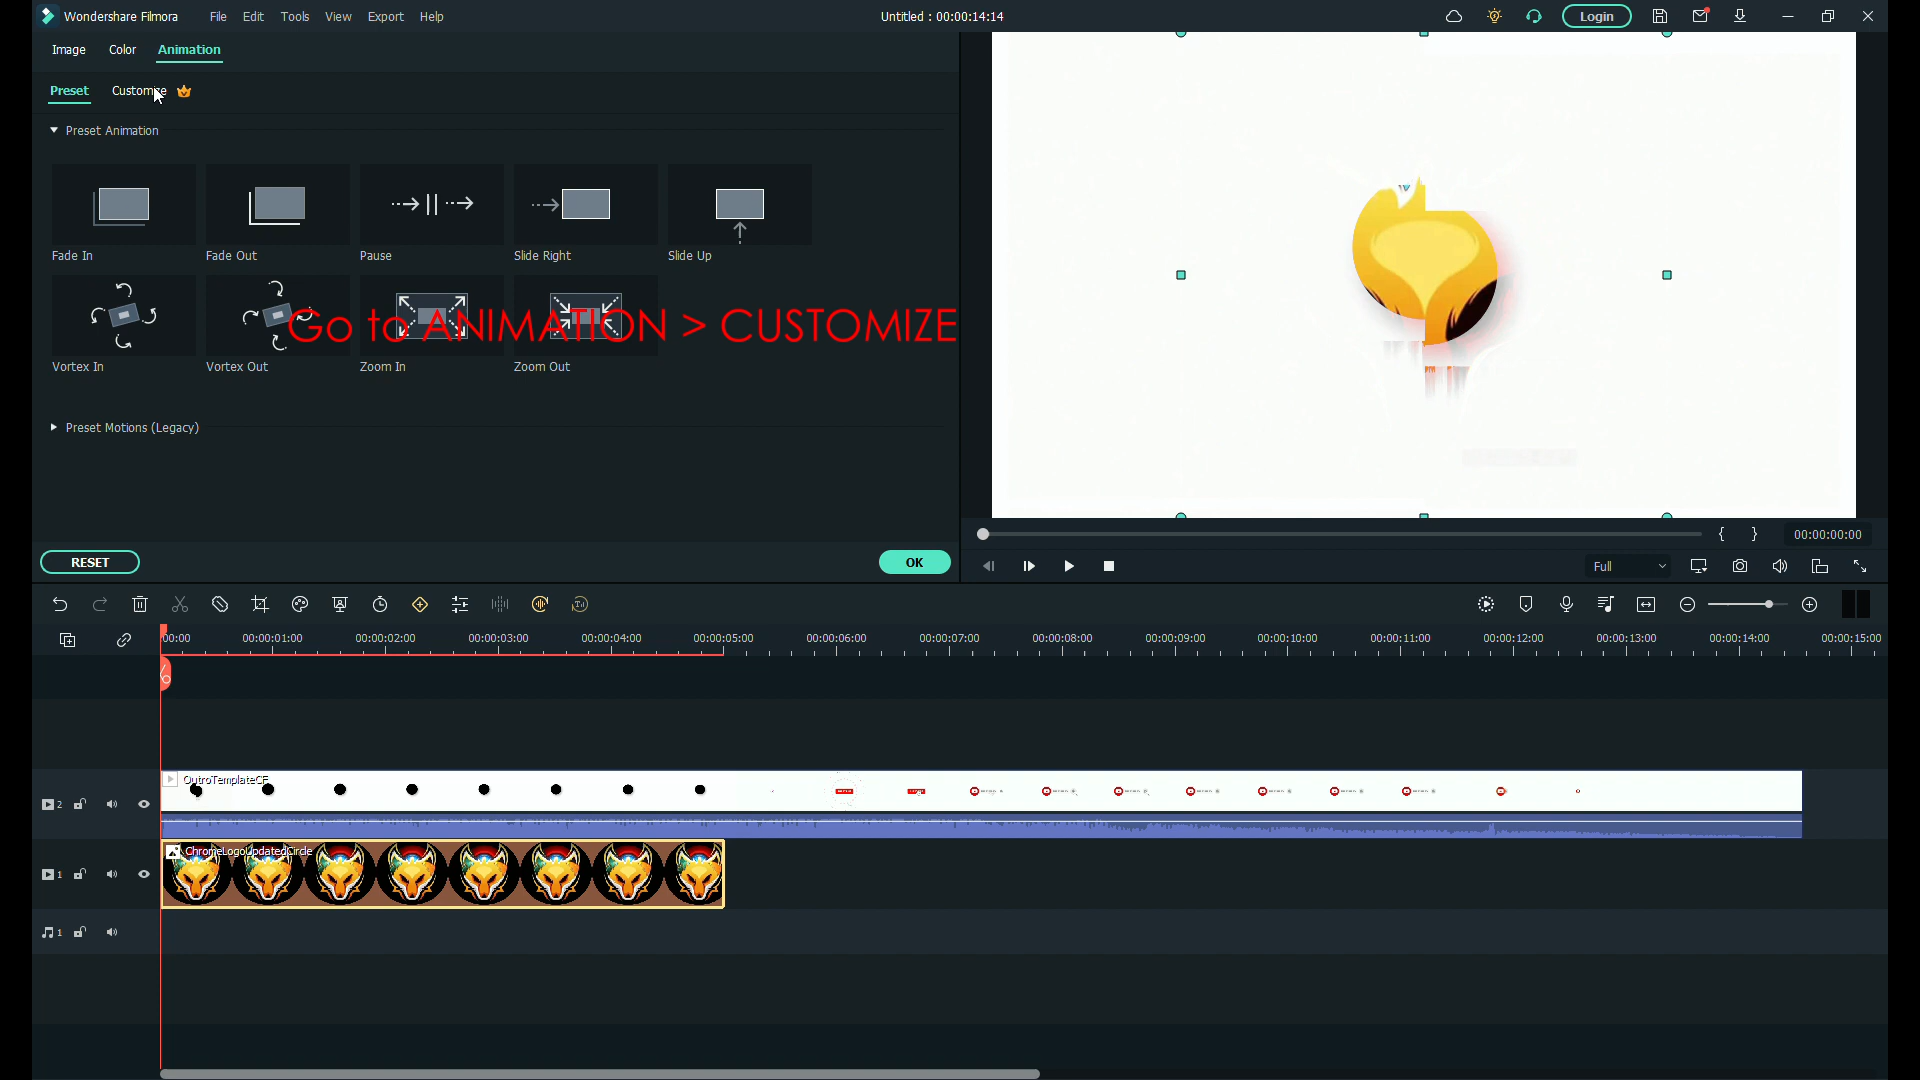 Wondershare Filmora File Edit Tools View Export Help Untitled : 00:00:14:14 Login
Image Color Animation
Preset Customize
Preset Animation
Fade In Fade Out Pause Slide Right Slide Up
Go to ANIMATION > CUSTOMIZE
Vortex In Vortex Out Zoom In Zoom Out
Preset Motions (Legacy)
RESET OK
{ } 00:00:00:00
Full
:00:00 00:00:01:00 00:00:02:00 00:00:03:00 00:00:04:00 00:00:05:00 00:00:06:00 00:00:07:00 00:00:08:00 00:00:09:00 00:00:10:00 00:00:11:00 00:00:12:00 00:00:13:00 00:00:14:00 00:00:15:00
OutroTemplateCF
2
ChromeLogoUpdatedCircle
1
1